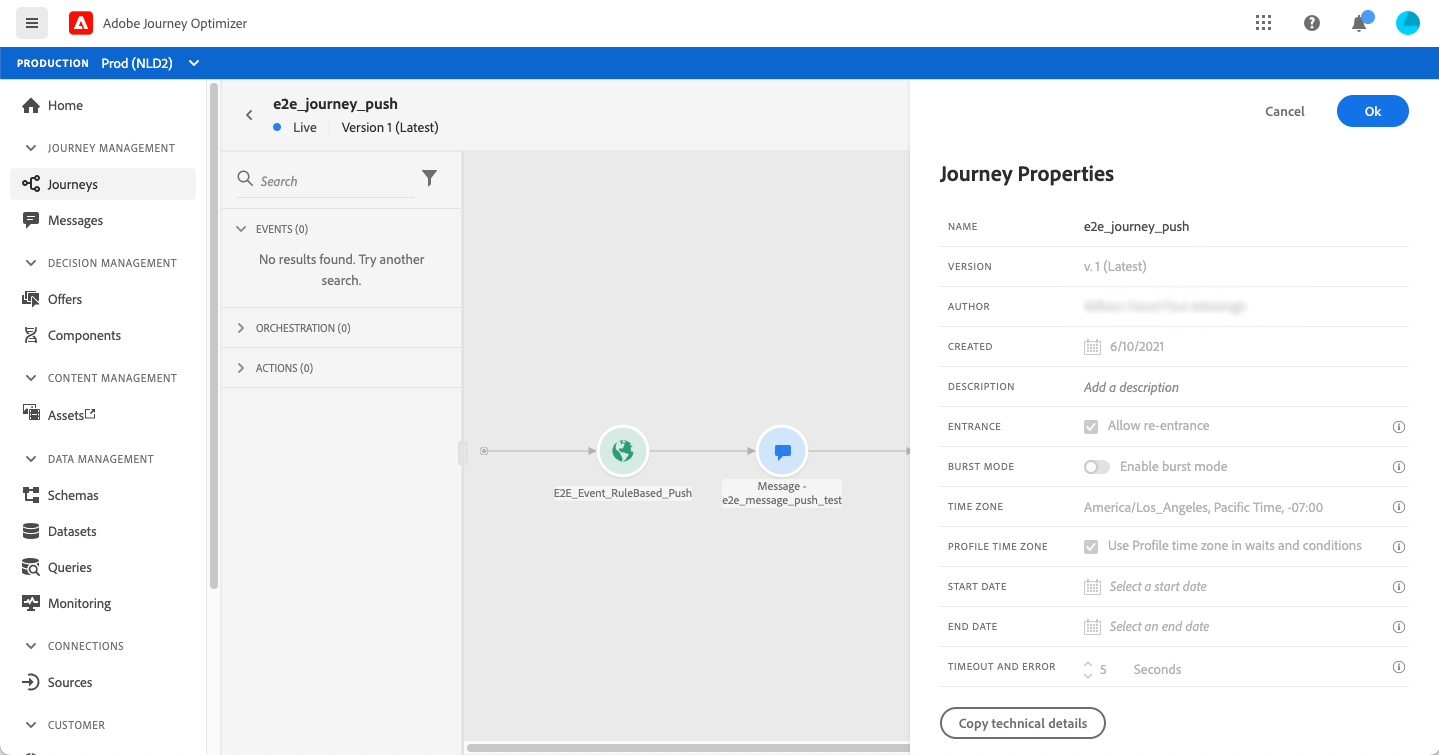 Adobe Journey Optimizer
PRODUCTION Prod (NLD2)
Home
JOURNEY MANAGEMENT
Journeys
Messages
DECISION MANAGEMENT
Offers
Components
CONTENT MANAGEMENT
Assets
DATA MANAGEMENT
Schemas
Datasets
Queries
Monitoring
CONNECTIONS
Sources
CUSTOMER
e2e_journey_push
Live Version 1 (Latest)
Search
EVENTS (0)
No results found. Try another
search.
ORCHESTRATION (0)
ACTIONS (0)
E2E_Event_RuleBased_Push
Message -
e2e_message_push_test
Cancel Ok
Journey Properties
NAME e2e_journey_push
VERSION v. 1 (Latest)
AUTHOR
CREATED 6/10/2021
DESCRIPTION Add a description
ENTRANCE Allow re-entrance
BURST MODE Enable burst mode
TIME ZONE America/Los_Angeles, Pacific Time, -07:00
PROFILE TIME ZONE Use Profile time zone in waits and conditions
START DATE Select a start date
END DATE Select an end date
TIMEOUT AND ERROR 5 Seconds
Copy technical details